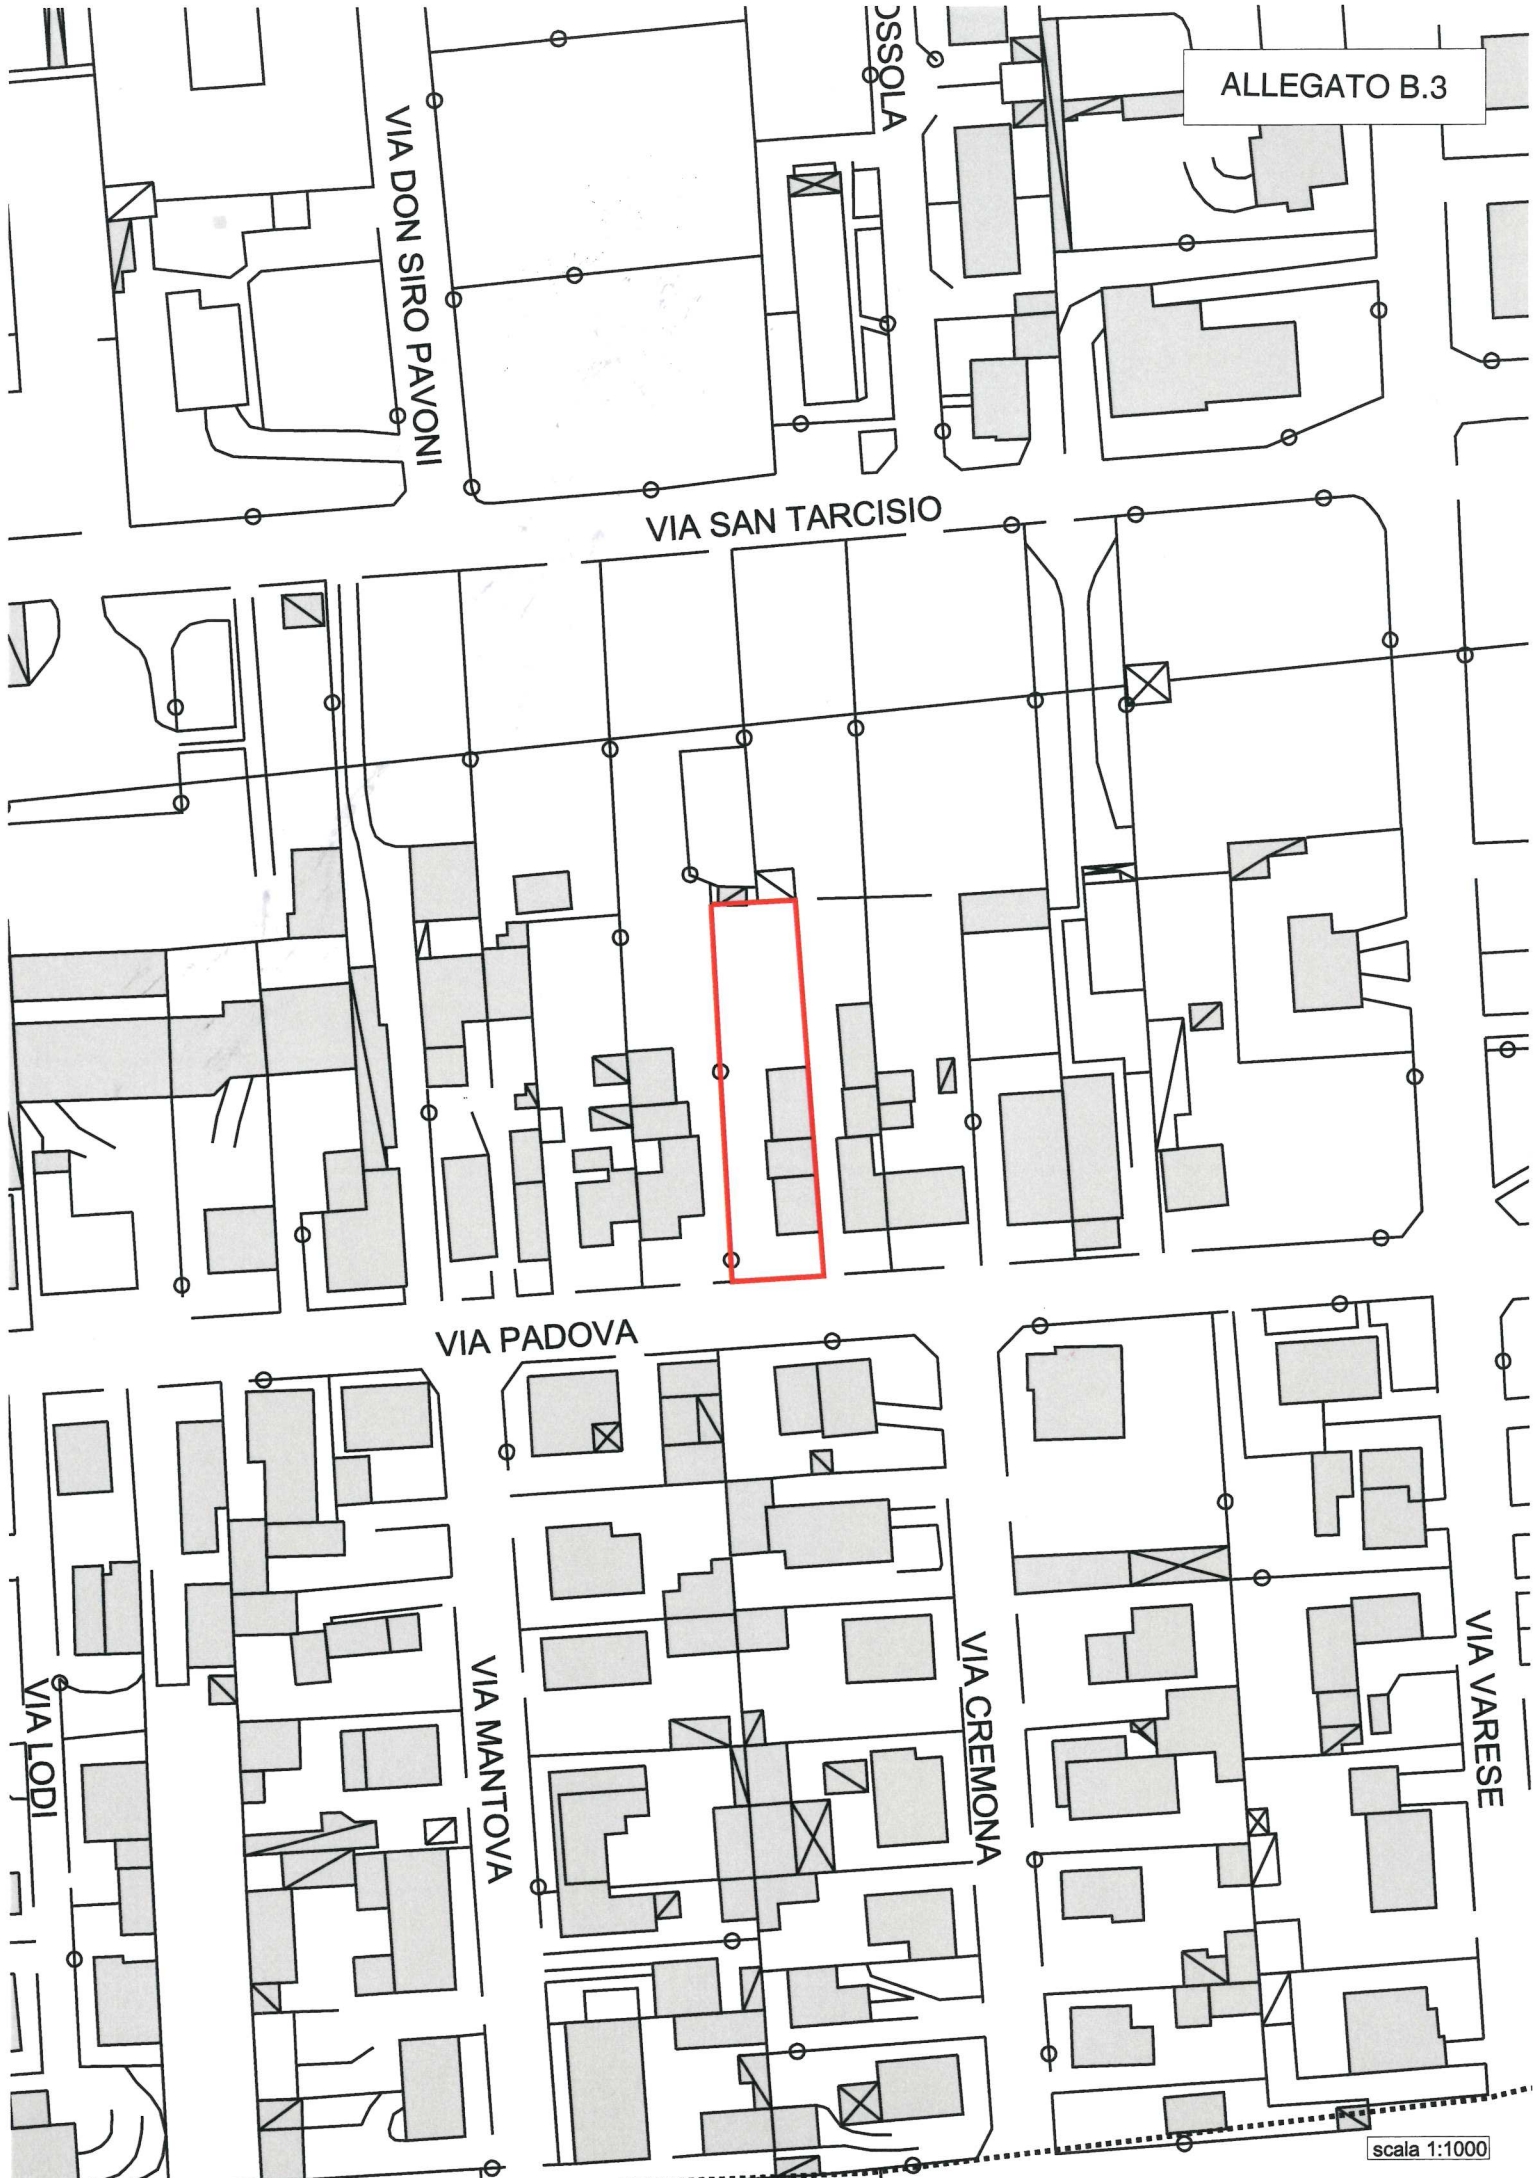 OSSOLA
ALLEGATO B.3
VIA DON SIRO PAVONI
VIA SAN TARCISIO
VIA PADOVA
VIA LODI
VIA MANTOVA
VIA CREMONA
VIA VARESE
scala 1:1000